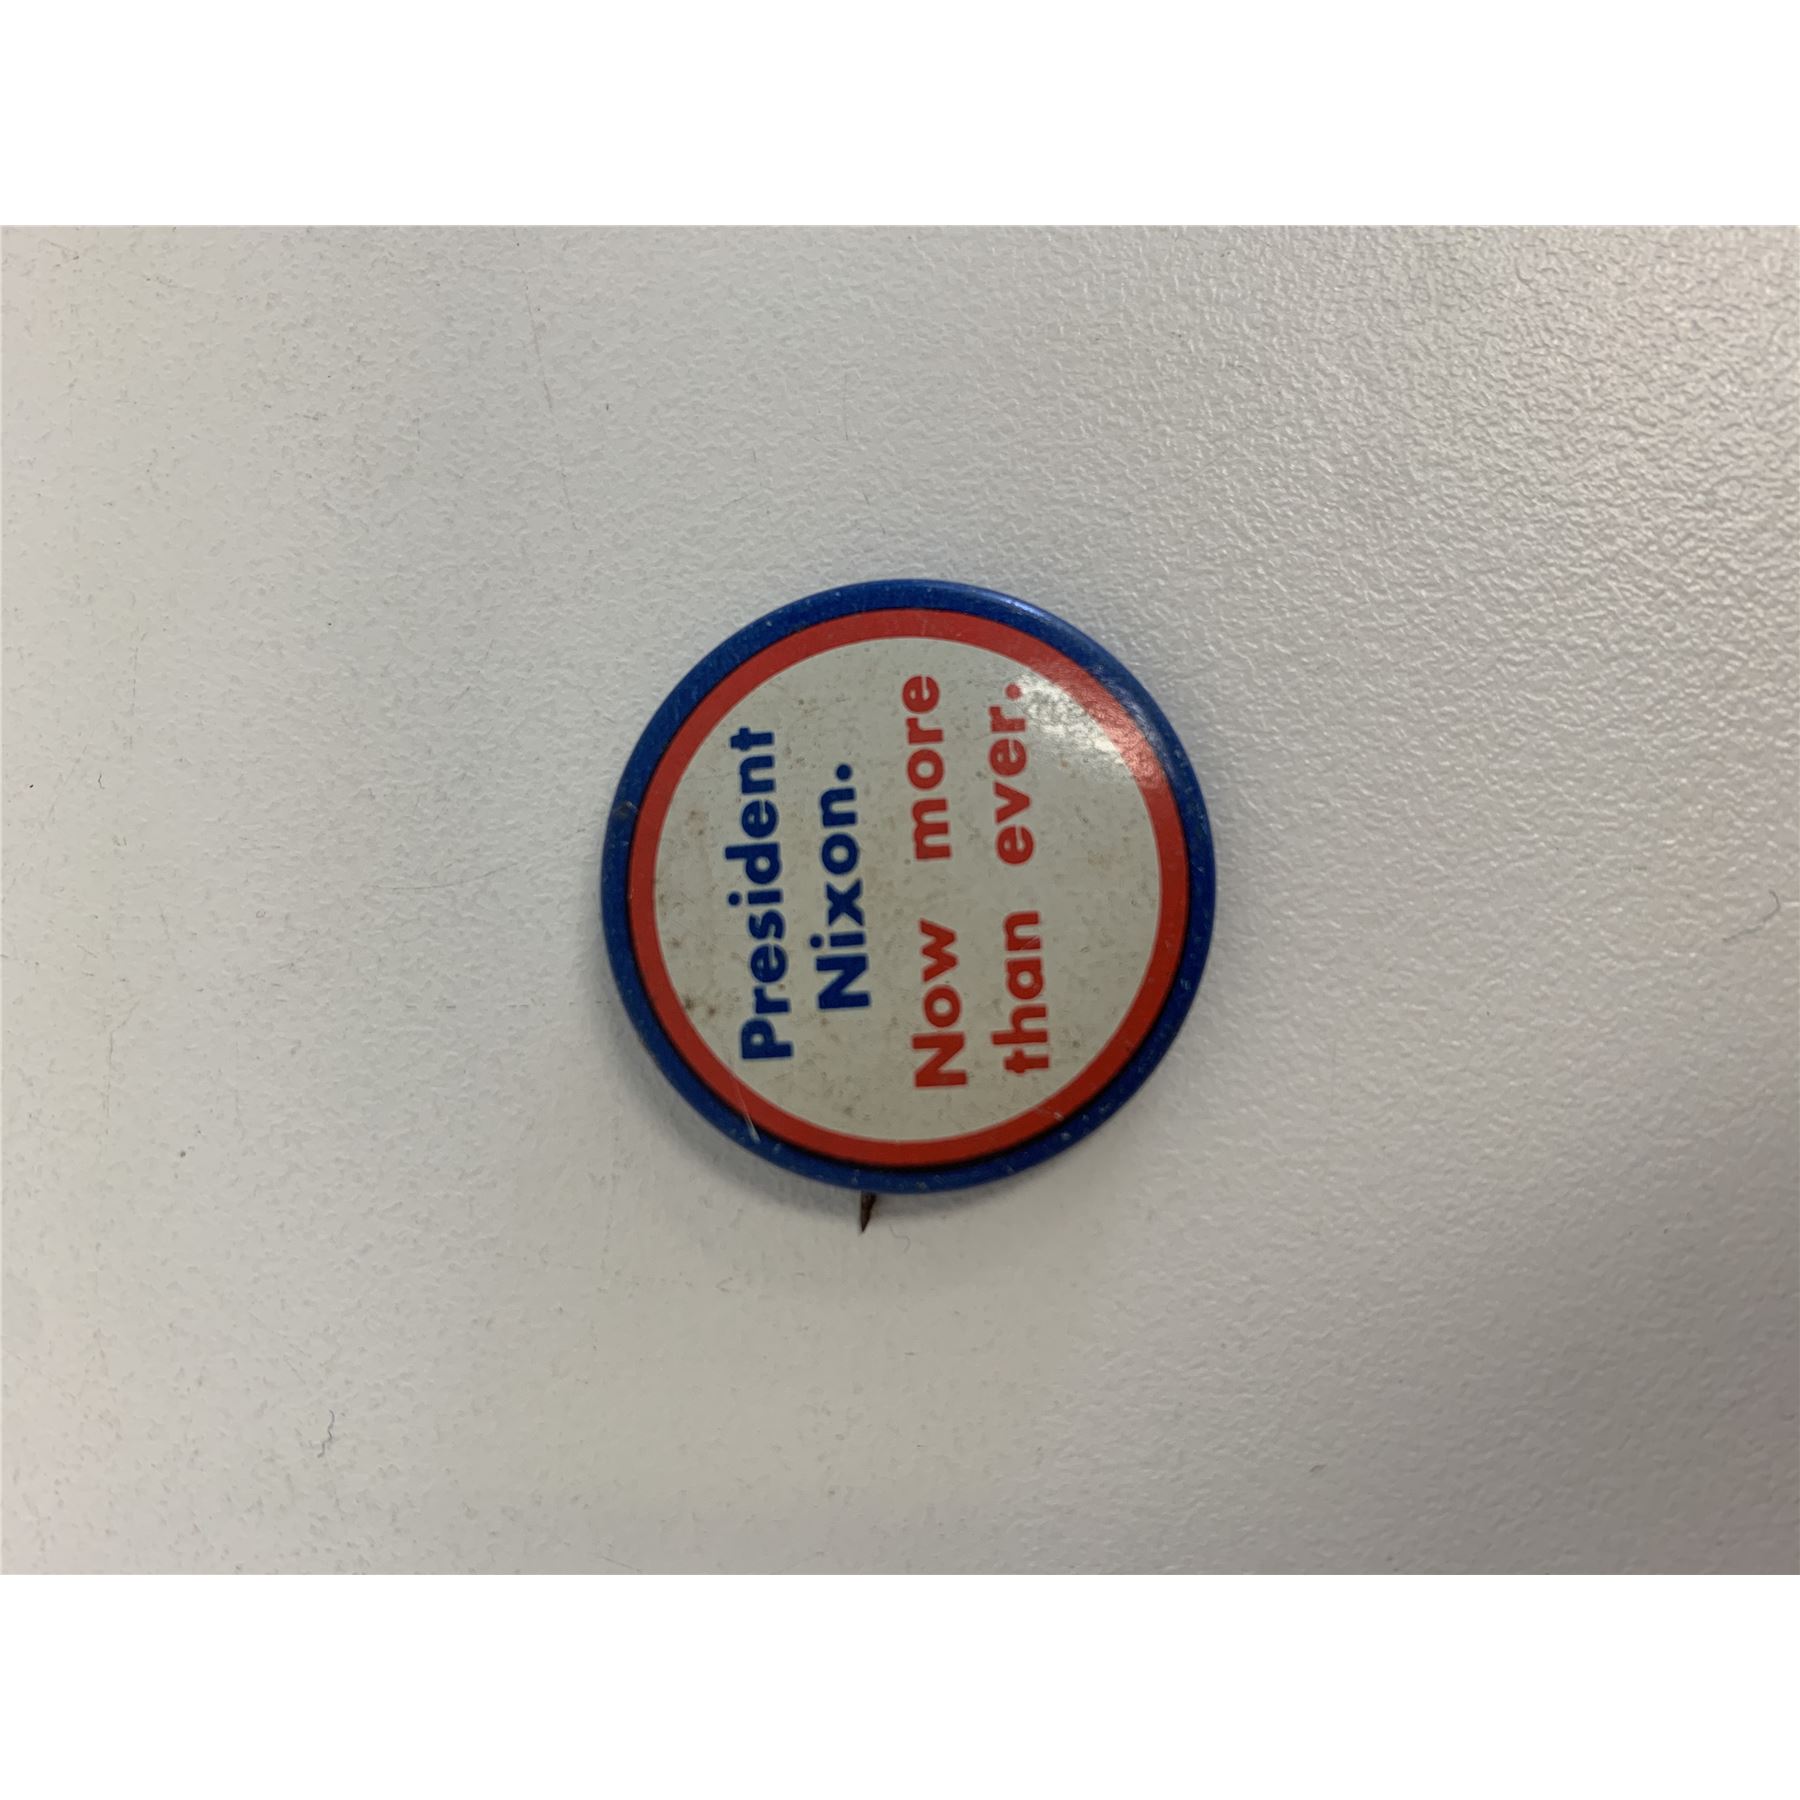 President
Nixon.
Now more
than ever.